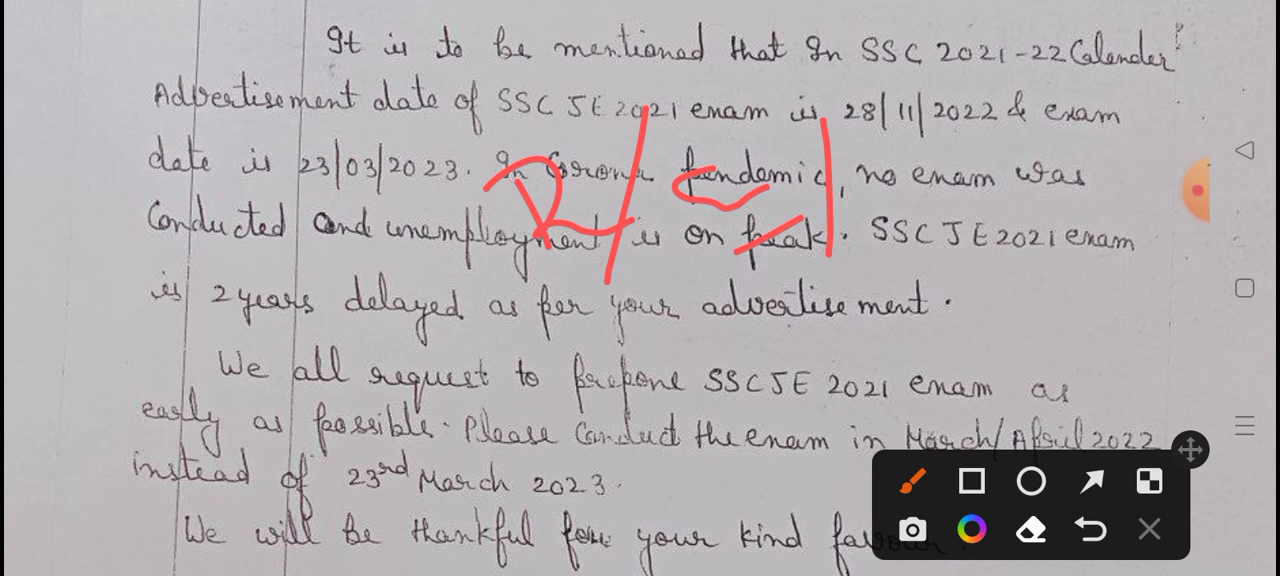 It is to be mentioned that In SSC 2021-22 Calender
Advertisement date of SSC JE 2021 exam is 28/11/2022 & exam
date is 23/03/2023. In Corona pendemic, no exam was
Conducted and unemployment is on peak. SSC JE 2021 exam
is 2 years delayed as per your advertisement.
We all request to prepone SSC JE 2021 exam as
early as possible. Please Conduct the exam in March/April 2022
instead of 23rd March 2023.
We will be thankful for your kind favour.